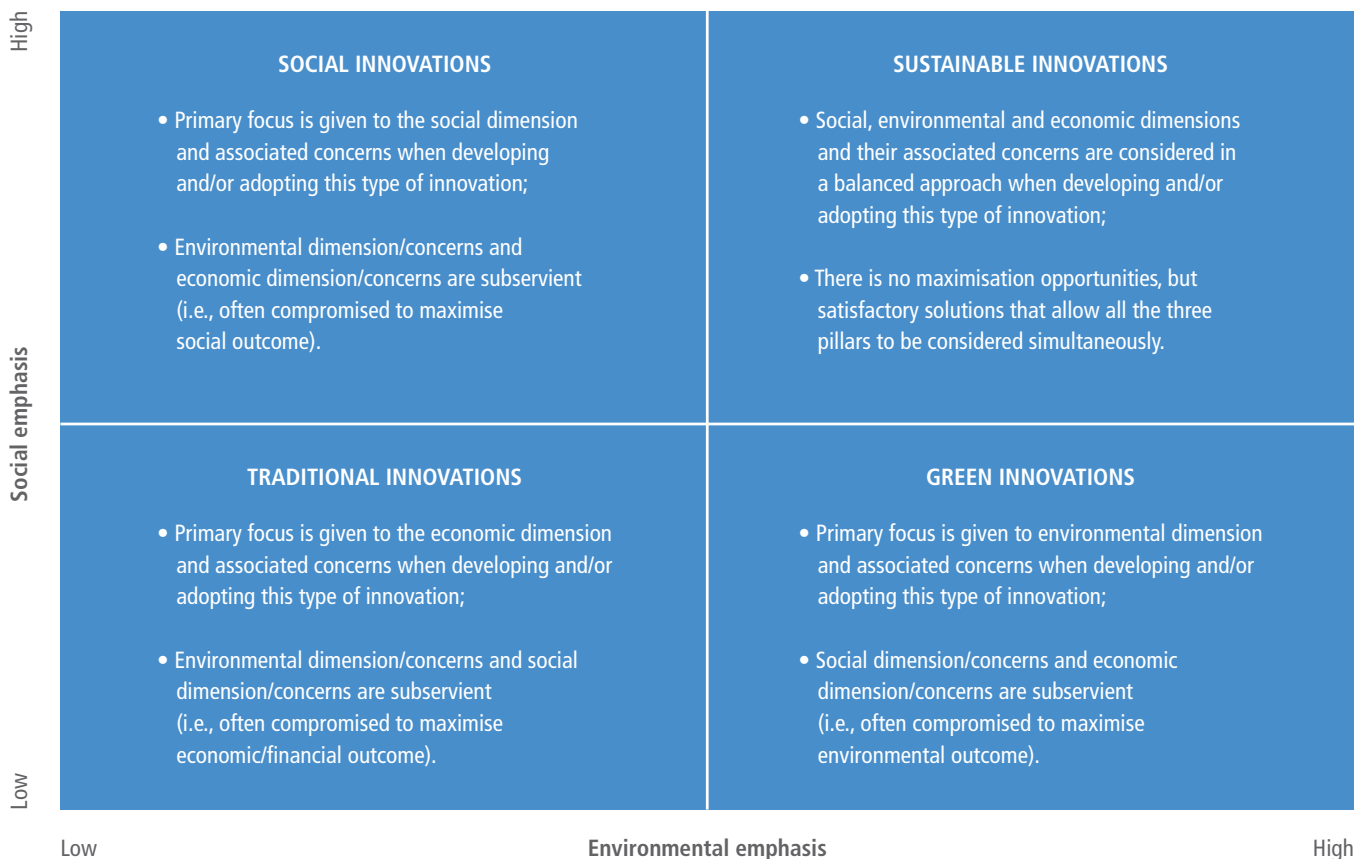 High
Social emphasis
Low
SOCIAL INNOVATIONS
• Primary focus is given to the social dimension
and associated concerns when developing
and/or adopting this type of innovation;
• Environmental dimension/concerns and
economic dimension/concerns are subservient
(i.e., often compromised to maximise
social outcome).
SUSTAINABLE INNOVATIONS
• Social, environmental and economic dimensions
and their associated concerns are considered in
a balanced approach when developing and/or
adopting this type of innovation;
• There is no maximisation opportunities, but
satisfactory solutions that allow all the three
pillars to be considered simultaneously.
TRADITIONAL INNOVATIONS
• Primary focus is given to the economic dimension
and associated concerns when developing and/or
adopting this type of innovation;
• Environmental dimension/concerns and social
dimension/concerns are subservient
(i.e., often compromised to maximise
economic/financial outcome).
GREEN INNOVATIONS
• Primary focus is given to environmental dimension
and associated concerns when developing and/or
adopting this type of innovation;
• Social dimension/concerns and economic
dimension/concerns are subservient
(i.e., often compromised to maximise
environmental outcome).
Low
Environmental emphasis
High